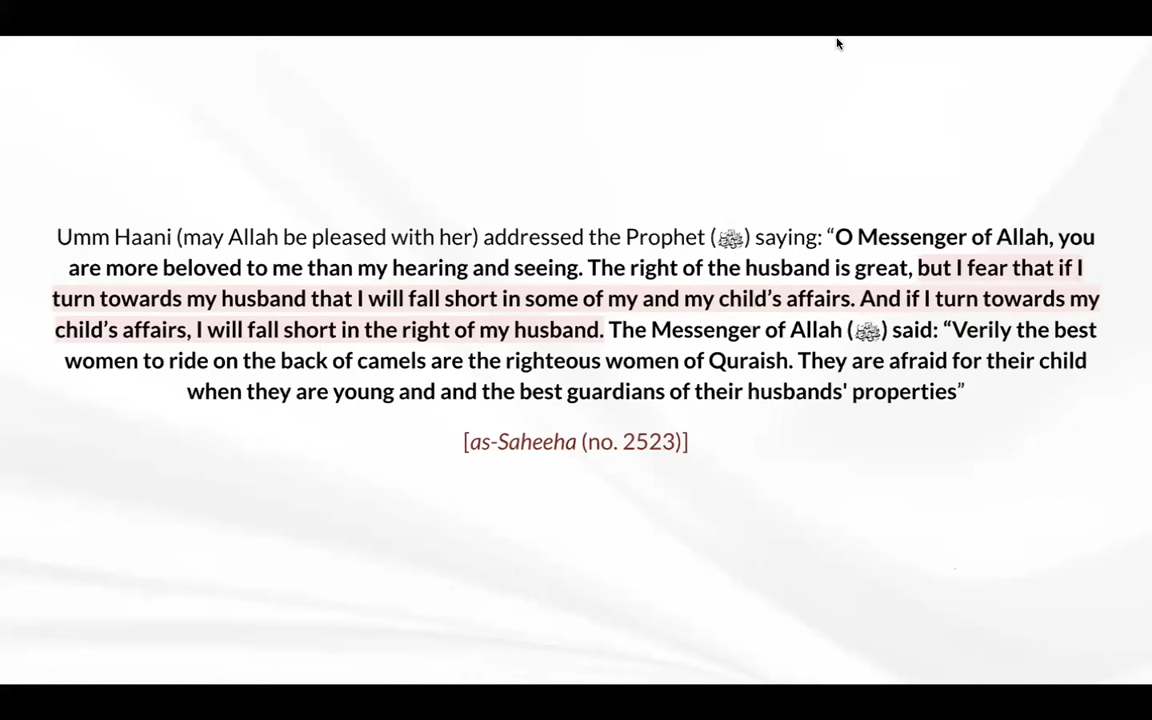 Umm Haani (may Allah be pleased with her) addressed the Prophet (ﷺ) saying: “O Messenger of Allah, you
are more beloved to me than my hearing and seeing. The right of the husband is great, but I fear that if I
turn towards my husband that I will fall short in some of my and my child’s affairs. And if I turn towards my
child’s affairs, I will fall short in the right of my husband. The Messenger of Allah (ﷺ) said: “Verily the best
women to ride on the back of camels are the righteous women of Quraish. They are afraid for their child
when they are young and and the best guardians of their husbands' properties”
[as-Saheeha (no. 2523)]